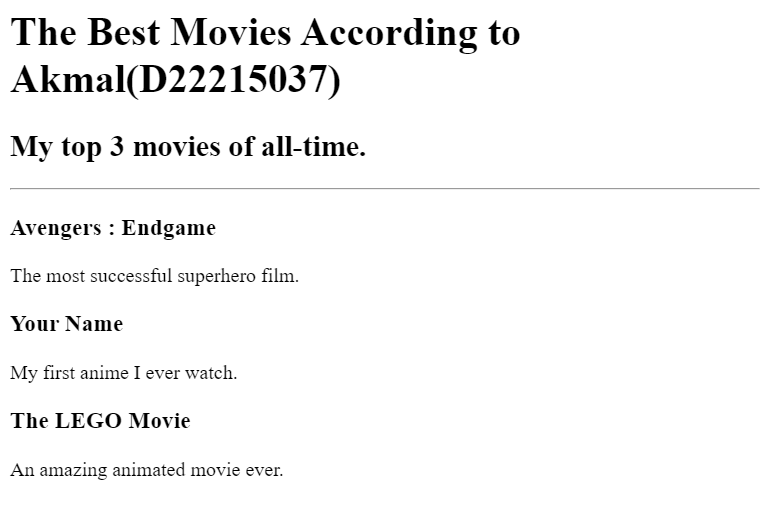 The Best Movies According to
Akmal(D22215037)
My top 3 movies of all-time.
Avengers : Endgame
The most successful superhero film.
Your Name
My first anime I ever watch.
The LEGO Movie
An amazing animated movie ever.